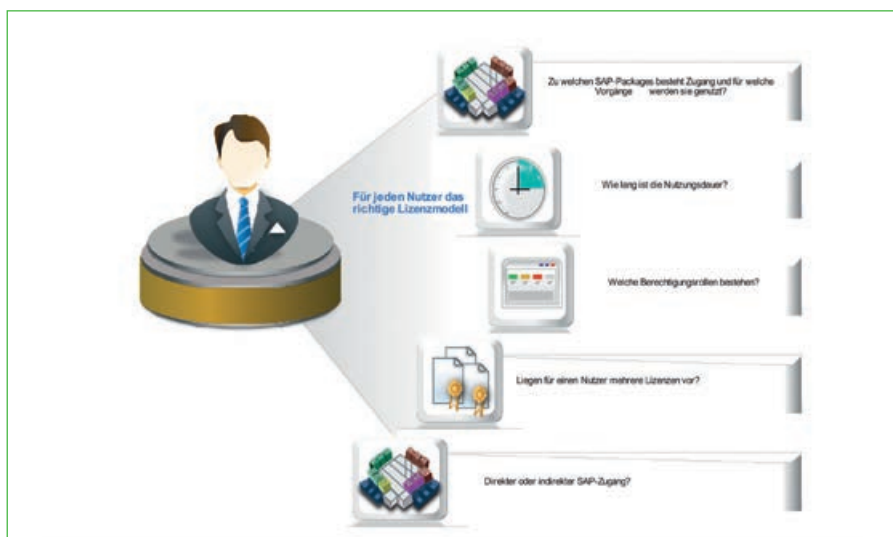 Zu welchen SAP-Packages besteht Zugang und für welche
Vorgänge werden sie genutzt?
Für jeden Nutzer das
richtige Lizenzmodell
Wie lang ist die Nutzungsdauer?
Welche Berechtigungsrollen bestehen?
Liegen für einen Nutzer mehrere Lizenzen vor?
Direkter oder indirekter SAP-Zugang?